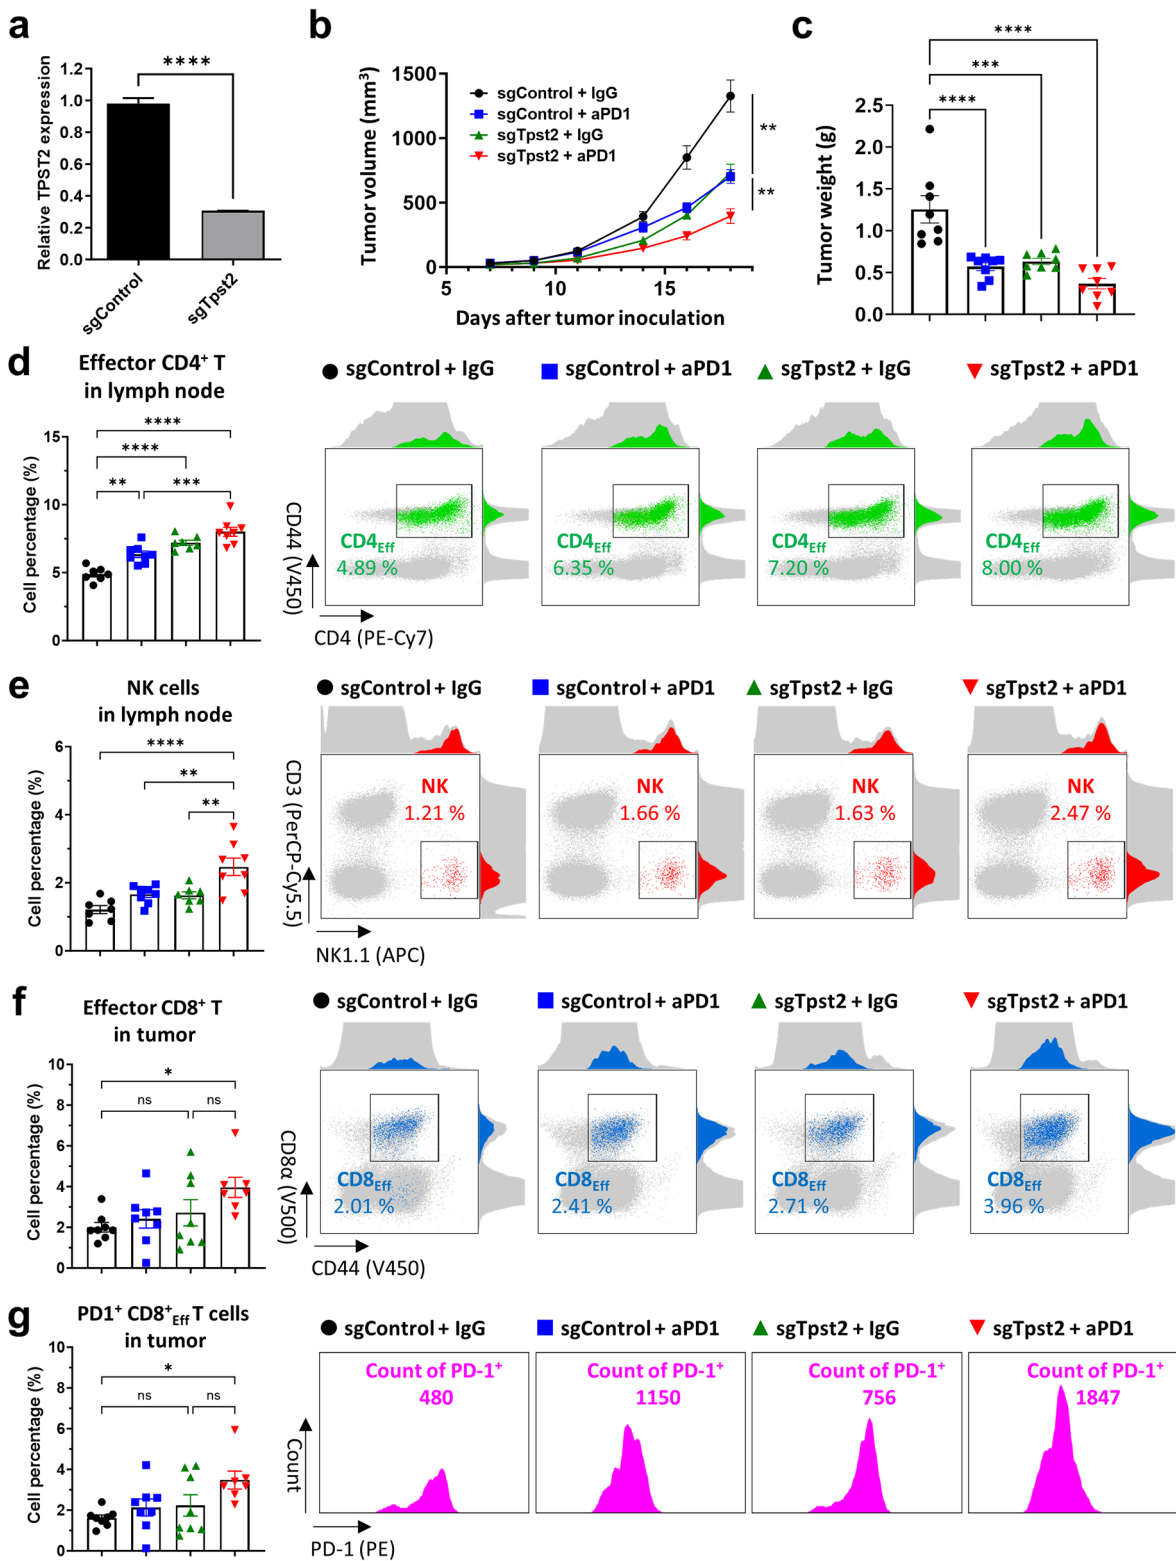 a
b
c
****
Relative TPST2 expression
1.2
1.0
0.8
0.6
0.4
0.2
0.0
sgControl
sgTpst2
Tumor volume (mm³)
1500
1000
500
0
sgControl + IgG
sgControl + aPD1
sgTpst2 + IgG
sgTpst2 + aPD1
**
**
5
10
15
Days after tumor inoculation
****
***
****
Tumor weight (g)
2.5
2.0
1.5
1.0
0.5
0.0
d
Effector CD4⁺ T
in lymph node
****
****
**
***
Cell percentage (%)
15
10
5
0
sgControl + IgG
sgControl + aPD1
sgTpst2 + IgG
sgTpst2 + aPD1
CD44 (V450)
CD4Eff
4.89 %
CD4Eff
6.35 %
CD4Eff
7.20 %
CD4Eff
8.00 %
CD4 (PE-Cy7)
e
NK cells
in lymph node
****
**
**
Cell percentage (%)
6
4
2
0
sgControl + IgG
sgControl + aPD1
sgTpst2 + IgG
sgTpst2 + aPD1
CD3 (PerCP-Cy5.5)
NK
1.21 %
NK
1.66 %
NK
1.63 %
NK
2.47 %
NK1.1 (APC)
f
Effector CD8⁺ T
in tumor
*
ns
ns
Cell percentage (%)
10
8
6
4
2
0
sgControl + IgG
sgControl + aPD1
sgTpst2 + IgG
sgTpst2 + aPD1
CD8α (V500)
CD8Eff
2.01 %
CD8Eff
2.41 %
CD8Eff
2.71 %
CD8Eff
3.96 %
CD44 (V450)
g
PD1⁺ CD8⁺Eff T cells
in tumor
*
ns
ns
Cell percentage (%)
10
8
6
4
2
0
sgControl + IgG
sgControl + aPD1
sgTpst2 + IgG
sgTpst2 + aPD1
Count
Count of PD-1⁺
480
Count of PD-1⁺
1150
Count of PD-1⁺
756
Count of PD-1⁺
1847
PD-1 (PE)